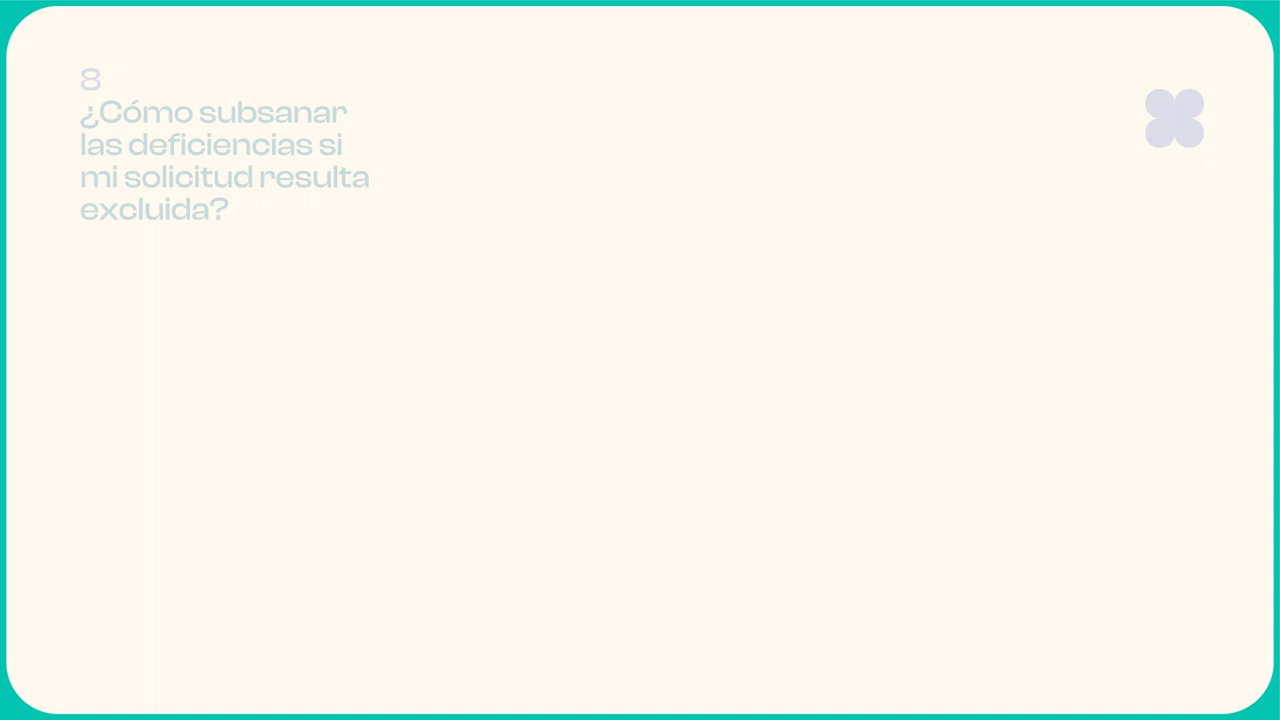 8
¿Cómo subsanar
las deficiencias si
mi solicitud resulta
excluida?